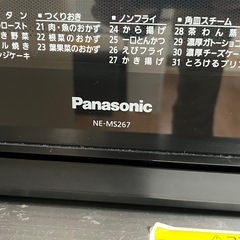 タン
ロースト
き野菜
ル焼き
ッジケーキ
・つくりおき
21 肉・魚のおかず
22 根菜のおかず
23 葉果菜のおかず
・ノンフライ
24 から揚げ
25 一口とんかつ
26 えびフライ
27 かき揚げ
・角皿スチーム
28 茶わん蒸
29 濃厚ガトーショコ
30 濃厚チーズケー
31 とろけるプリ
Panasonic
NE-MS267